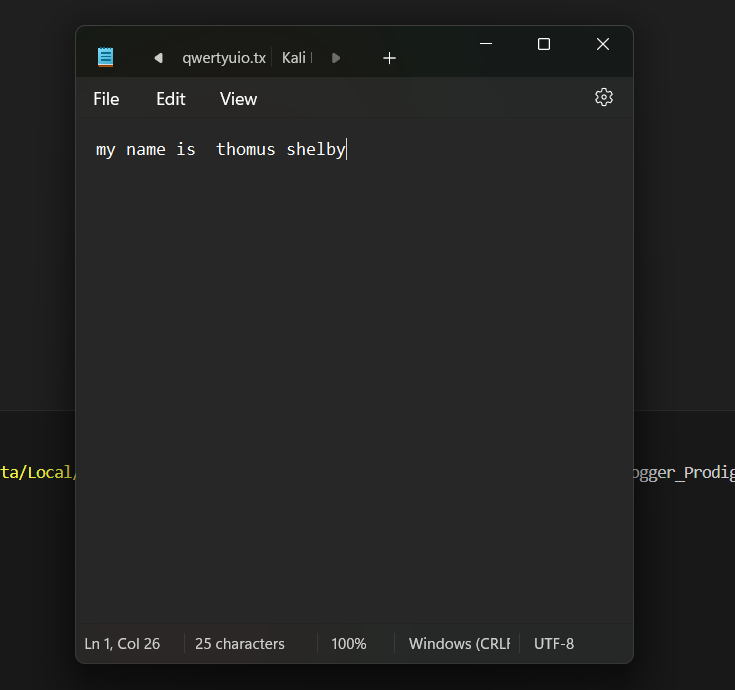 qwertyuio.tx Kali
File Edit View
my name is  thomus shelby
ta/Local/ ogger_Prodig
Ln 1, Col 26 25 characters 100% Windows (CRLF UTF-8